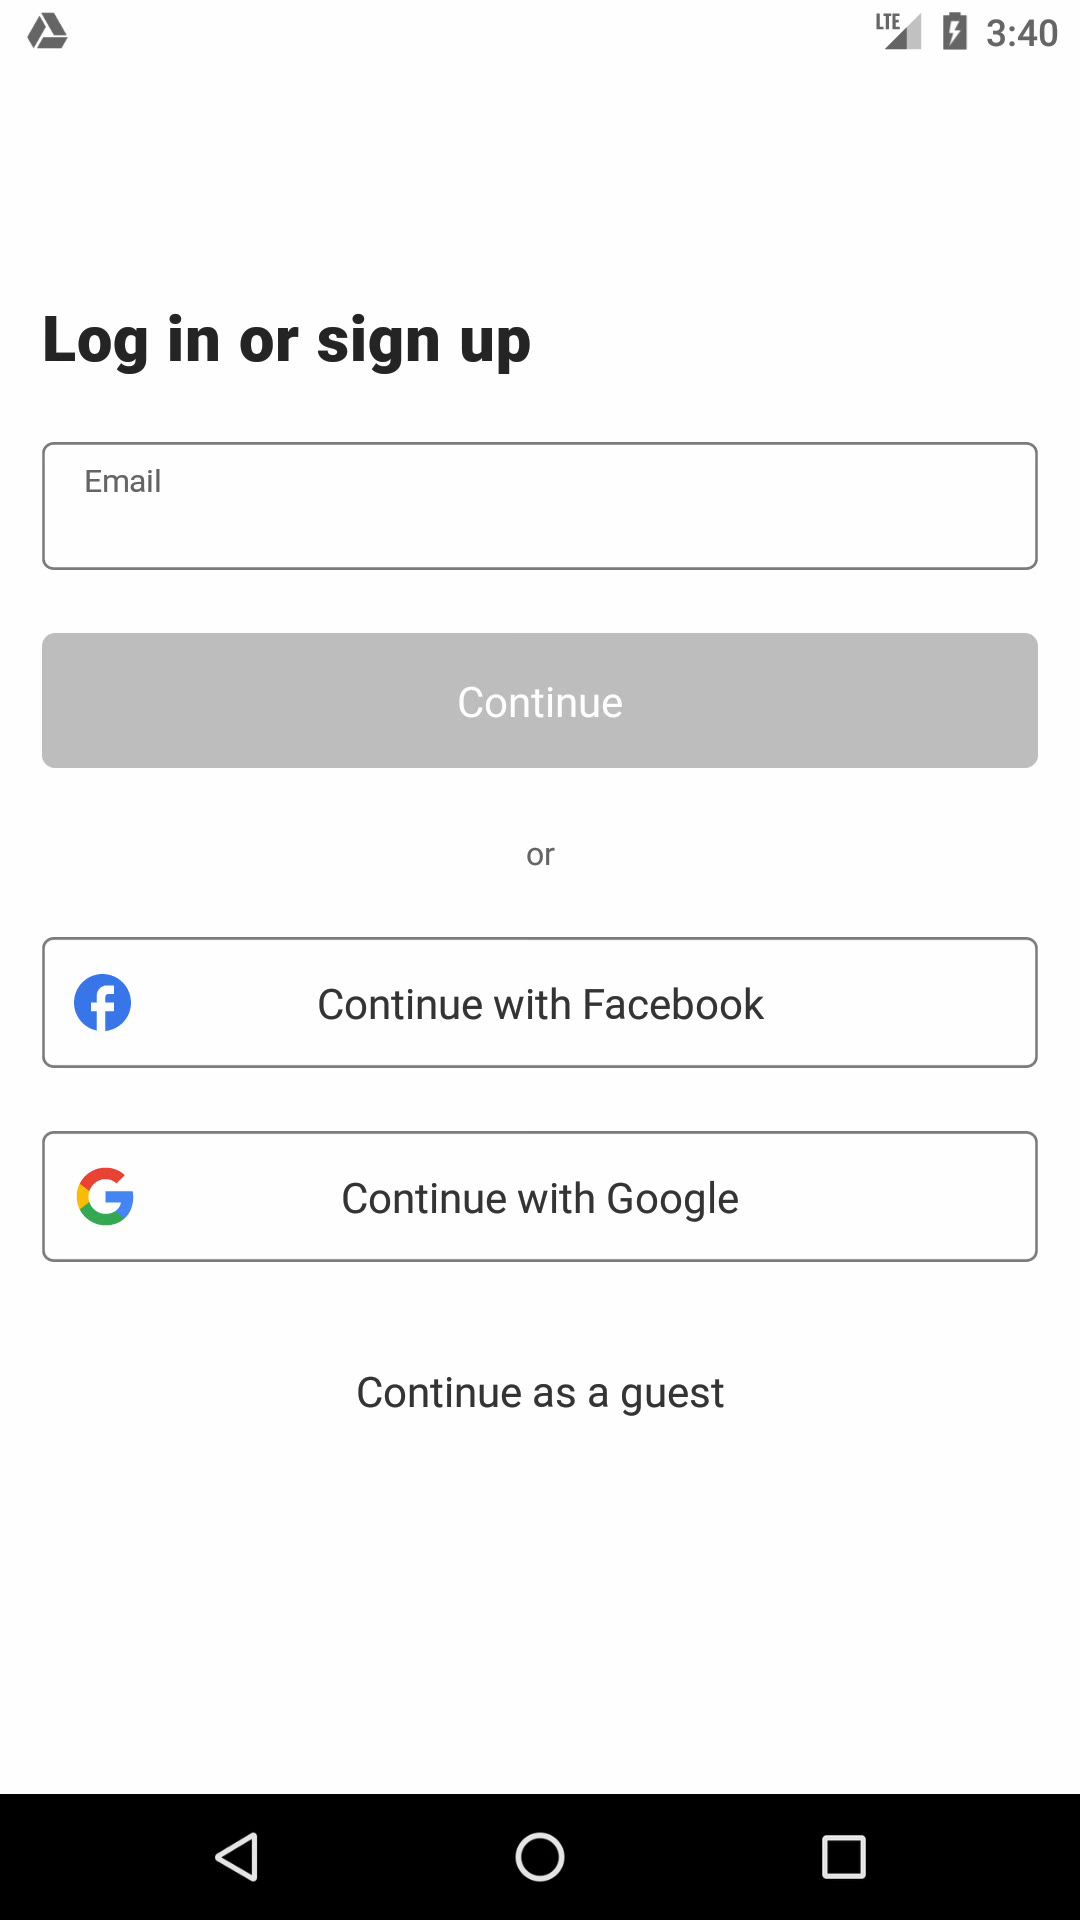 LTE 3:40
Log in or sign up
Email
Continue
or
Continue with Facebook
Continue with Google
Continue as a guest